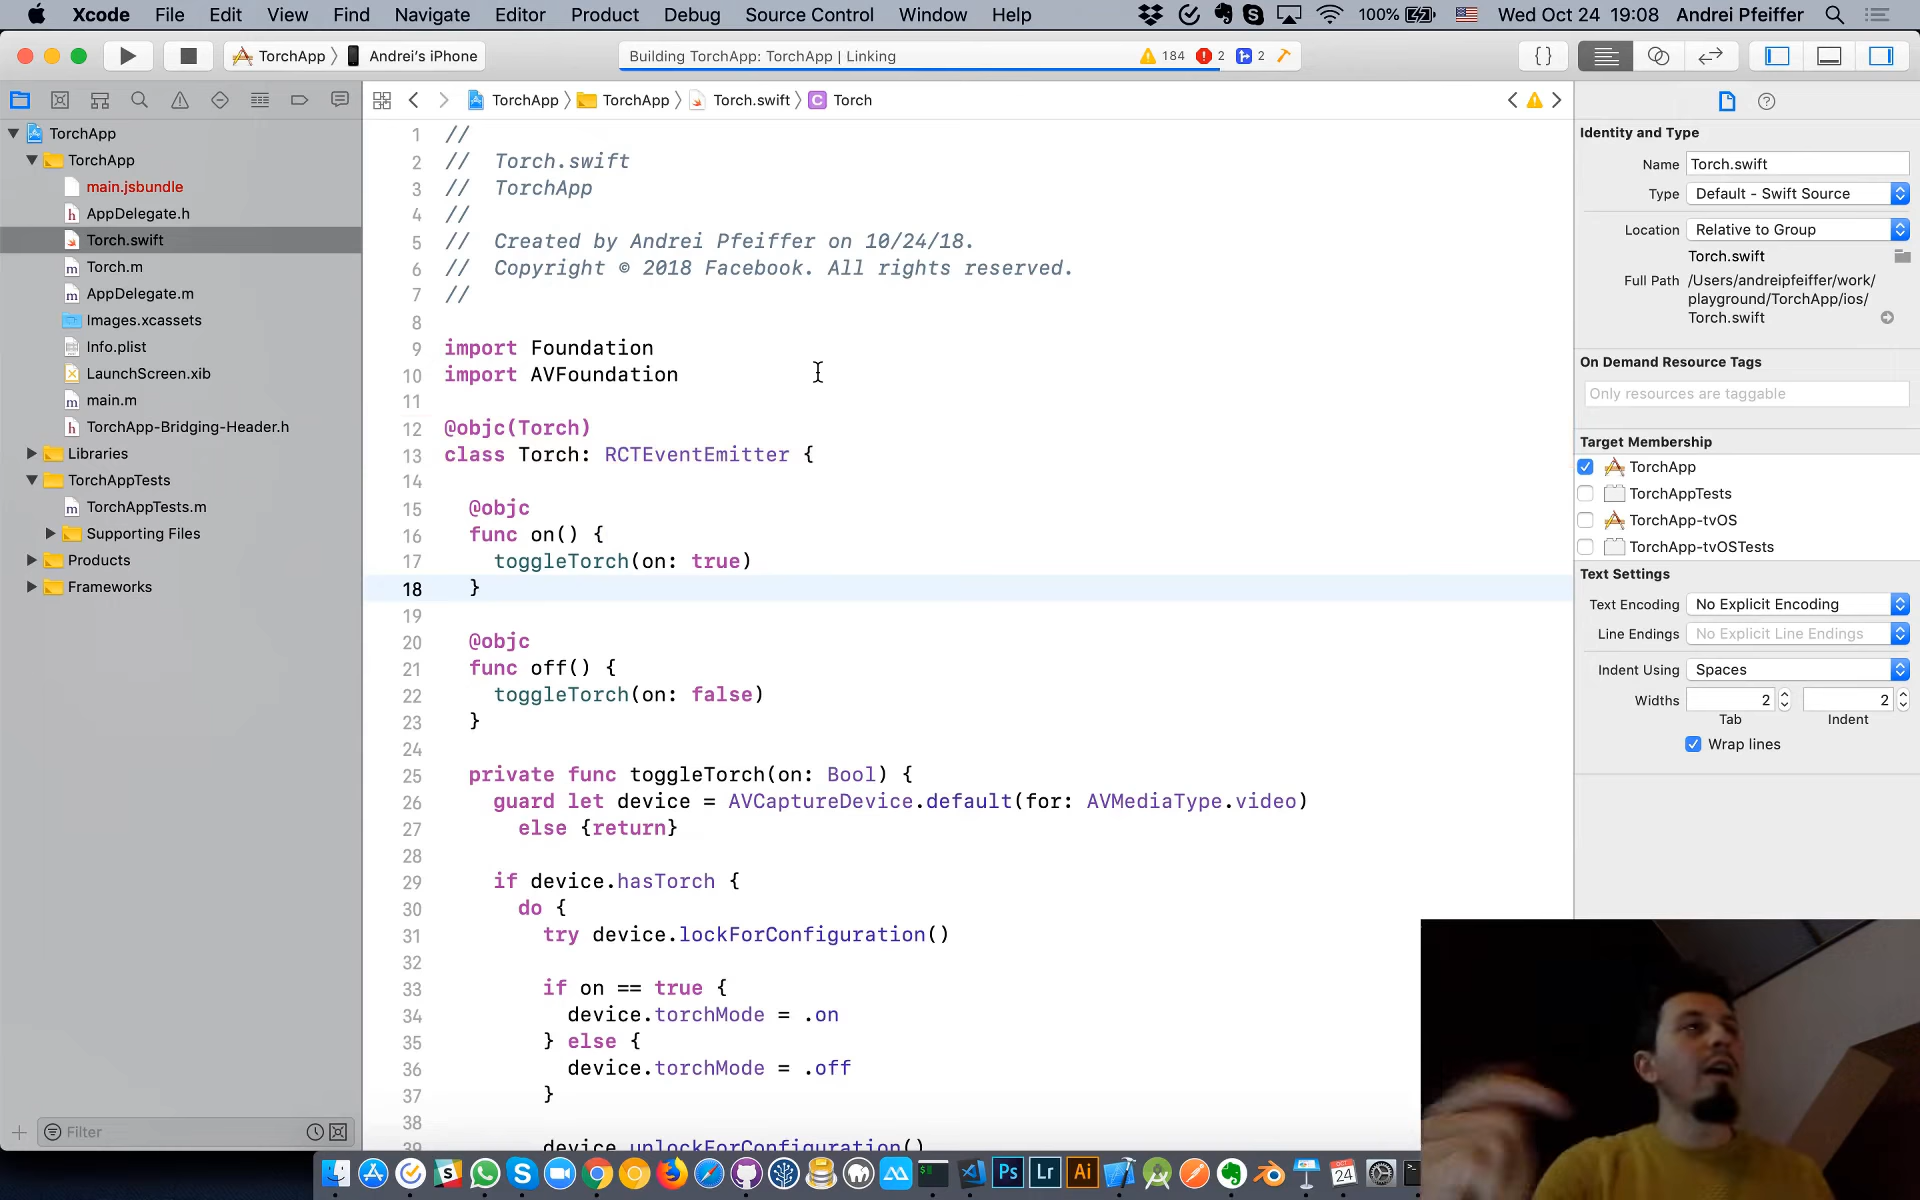 Xcode File Edit View Find Navigate Editor Product Debug Source Control Window Help 100% Wed Oct 24 19:08 Andrei Pfeiffer
TorchApp Andrei's iPhone Building TorchApp: TorchApp | Linking 184 2 2 {}
TorchApp TorchApp Torch.swift C Torch
TorchApp
TorchApp
main.jsbundle
h AppDelegate.h
Torch.swift
m Torch.m
m AppDelegate.m
Images.xcassets
Info.plist
LaunchScreen.xib
m main.m
h TorchApp-Bridging-Header.h
Libraries
TorchAppTests
m TorchAppTests.m
Supporting Files
Products
Frameworks
Filter
1 //
2 // Torch.swift
3 // TorchApp
4 //
5 // Created by Andrei Pfeiffer on 10/24/18.
6 // Copyright © 2018 Facebook. All rights reserved.
7 //
8
9 import Foundation
10 import AVFoundation
11
12 @objc(Torch)
13 class Torch: RCTEventEmitter {
14
15 @objc
16 func on() {
17 toggleTorch(on: true)
18 }
19
20 @objc
21 func off() {
22 toggleTorch(on: false)
23 }
24
25 private func toggleTorch(on: Bool) {
26 guard let device = AVCaptureDevice.default(for: AVMediaType.video)
27 else {return}
28
29 if device.hasTorch {
30 do {
31 try device.lockForConfiguration()
32
33 if on == true {
34 device.torchMode = .on
35 } else {
36 device.torchMode = .off
37 }
38
39 device.unlockForConfiguration()
Identity and Type
Name Torch.swift
Type Default - Swift Source
Location Relative to Group
Torch.swift
Full Path /Users/andreipfeiffer/work/
playground/TorchApp/ios/
Torch.swift
On Demand Resource Tags
Only resources are taggable
Target Membership
TorchApp
TorchAppTests
TorchApp-tvOS
TorchApp-tvOSTests
Text Settings
Text Encoding No Explicit Encoding
Line Endings No Explicit Line Endings
Indent Using Spaces
Widths 2 2
Tab Indent
Wrap lines
Ps Lr Ai 24